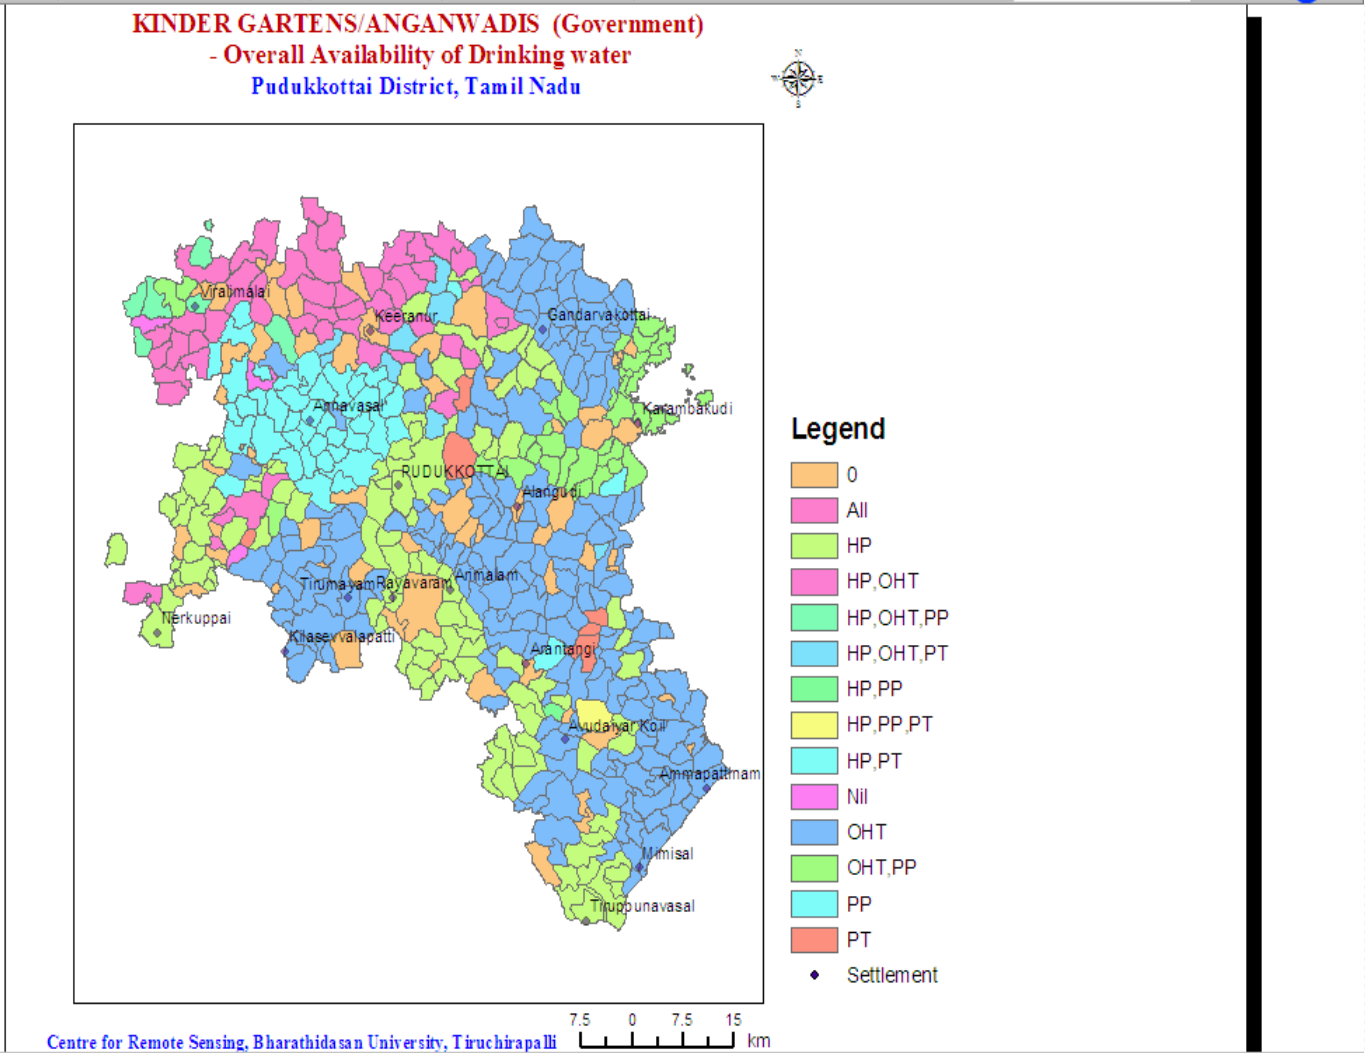 KINDER GARTENS/ANGANWADIS (Government)
- Overall Availability of Drinking water
Pudukkottai District, Tamil Nadu
N
W E
S
Viralimalai
Keeranur
Gandarvakottai
Annavasal
Karambakudi
PUDUKKOTTAI
Alangudi
Tirumayam
Rayavaram
Arimalam
Nerkuppai
Kilasevvalapatti
Arantangi
Avudaiyar Koil
Ammapattinam
Mimisal
Tiruppunavasal
Legend
0
All
HP
HP,OHT
HP,OHT,PP
HP,OHT,PT
HP,PP
HP,PP,PT
HP,PT
Nil
OHT
OHT,PP
PP
PT
Settlement
7.5 0 7.5 15
km
Centre for Remote Sensing, Bharathidasan University, Tiruchirapalli